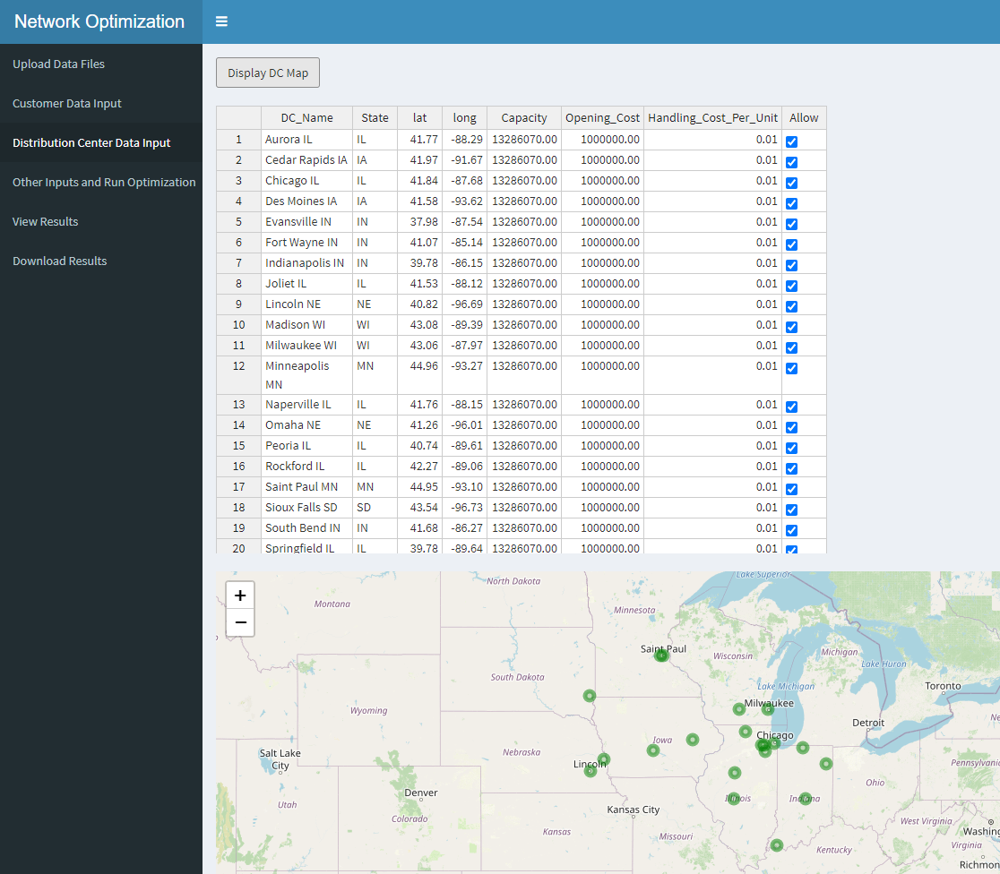 Network Optimization
Upload Data Files
Customer Data Input
Distribution Center Data Input
Other Inputs and Run Optimization
View Results
Download Results
Display DC Map
DC_Name State lat long Capacity Opening_Cost Handling_Cost_Per_Unit Allow
1 Aurora IL IL 41.77 -88.29 13286070.00 1000000.00 0.01
2 Cedar Rapids IA IA 41.97 -91.67 13286070.00 1000000.00 0.01
3 Chicago IL IL 41.84 -87.68 13286070.00 1000000.00 0.01
4 Des Moines IA IA 41.58 -93.62 13286070.00 1000000.00 0.01
5 Evansville IN IN 37.98 -87.54 13286070.00 1000000.00 0.01
6 Fort Wayne IN IN 41.07 -85.14 13286070.00 1000000.00 0.01
7 Indianapolis IN IN 39.78 -86.15 13286070.00 1000000.00 0.01
8 Joliet IL IL 41.53 -88.12 13286070.00 1000000.00 0.01
9 Lincoln NE NE 40.82 -96.69 13286070.00 1000000.00 0.01
10 Madison WI WI 43.08 -89.39 13286070.00 1000000.00 0.01
11 Milwaukee WI WI 43.06 -87.97 13286070.00 1000000.00 0.01
12 Minneapolis MN 44.96 -93.27 13286070.00 1000000.00 0.01
MN
13 Naperville IL IL 41.76 -88.15 13286070.00 1000000.00 0.01
14 Omaha NE NE 41.26 -96.01 13286070.00 1000000.00 0.01
15 Peoria IL IL 40.74 -89.61 13286070.00 1000000.00 0.01
16 Rockford IL IL 42.27 -89.06 13286070.00 1000000.00 0.01
17 Saint Paul MN MN 44.95 -93.10 13286070.00 1000000.00 0.01
18 Sioux Falls SD SD 43.54 -96.73 13286070.00 1000000.00 0.01
19 South Bend IN IN 41.68 -86.27 13286070.00 1000000.00 0.01
20 Springfield IL IL 39.78 -89.64 13286070.00 1000000.00 0.01
+
−
Lake Superior
North Dakota
Montana
Minnesota
Saint Paul
Wisconsin
Michigan
Lake Huron
South Dakota
Lake Michigan
Toronto
Wyoming
Milwaukee
Detroit
Chicago
Iowa
Salt Lake
City
Nebraska
Lincoln
Pennsylvania
Ohio
Denver
Illinois
Indiana
Utah
Kansas City
Colorado
West Virginia
Kansas
Missouri
Washing
Kentucky
Virginia
Richmon